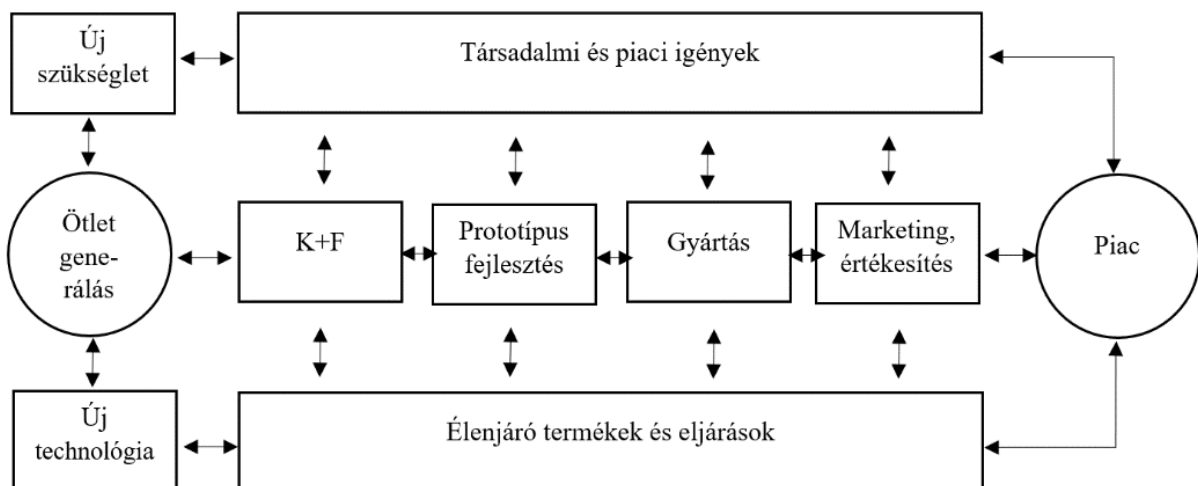 Új
szükséglet
Társadalmi és piaci igények
Ötlet
gene-
rálás
K+F
Prototípus
fejlesztés
Gyártás
Marketing,
értékesítés
Piac
Új
technológia
Élenjáró termékek és eljárások